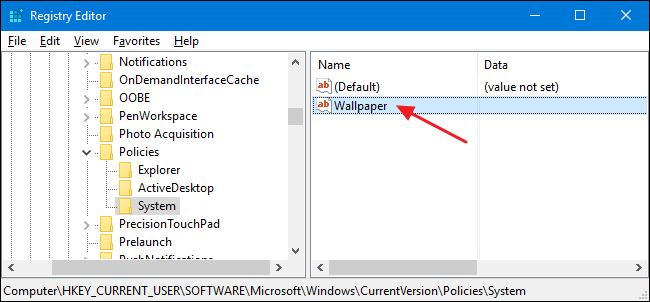 Registry Editor
File Edit View Favorites Help
Notifications
OnDemandInterfaceCache
OOBE
PenWorkspace
Photo Acquisition
Policies
Explorer
ActiveDesktop
System
PrecisionTouchPad
Prelaunch
PushNotifications
Name Data
ab (Default) (value not set)
ab Wallpaper
Computer\HKEY_CURRENT_USER\SOFTWARE\Microsoft\Windows\CurrentVersion\Policies\System